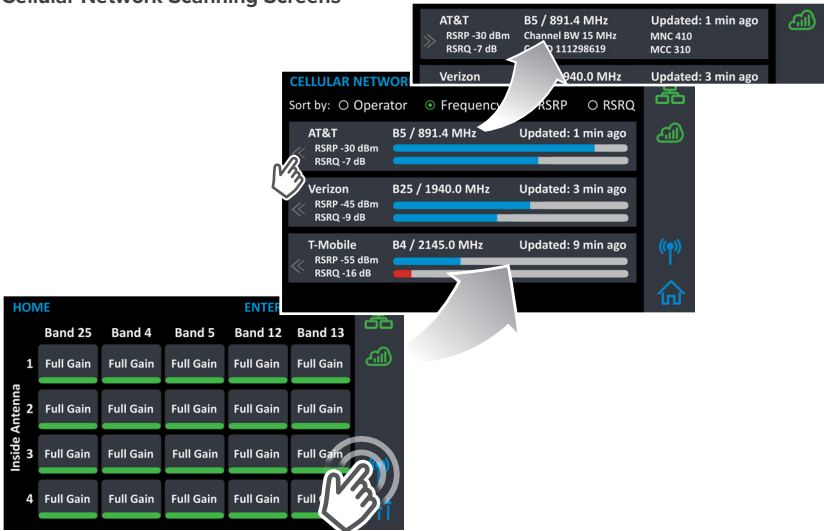 Cellular Network Scanning Screens
AT&T B5 / 891.4 MHz Updated: 1 min ago
RSRP -30 dBm Channel BW 15 MHz MNC 410
RSRQ -7 dB 111298619 MCC 310
Verizon 940.0 MHz Updated: 3 min ago
CELLULAR NETWOR
Sort by: Operator Frequency RSRP RSRQ
AT&T B5 / 891.4 MHz Updated: 1 min ago
RSRP -30 dBm
RSRQ -7 dB
Verizon B25 / 1940.0 MHz Updated: 3 min ago
RSRP -45 dBm
RSRQ -9 dB
T-Mobile B4 / 2145.0 MHz Updated: 9 min ago
RSRP -55 dBm
RSRQ -16 dB
HOME ENTER
Band 25 Band 4 Band 5 Band 12 Band 13
Inside Antenna
1 Full Gain Full Gain Full Gain Full Gain Full Gain
2 Full Gain Full Gain Full Gain Full Gain Full Gain
3 Full Gain Full Gain Full Gain Full Gain Full Gain
4 Full Gain Full Gain Full Gain Full Gain Full